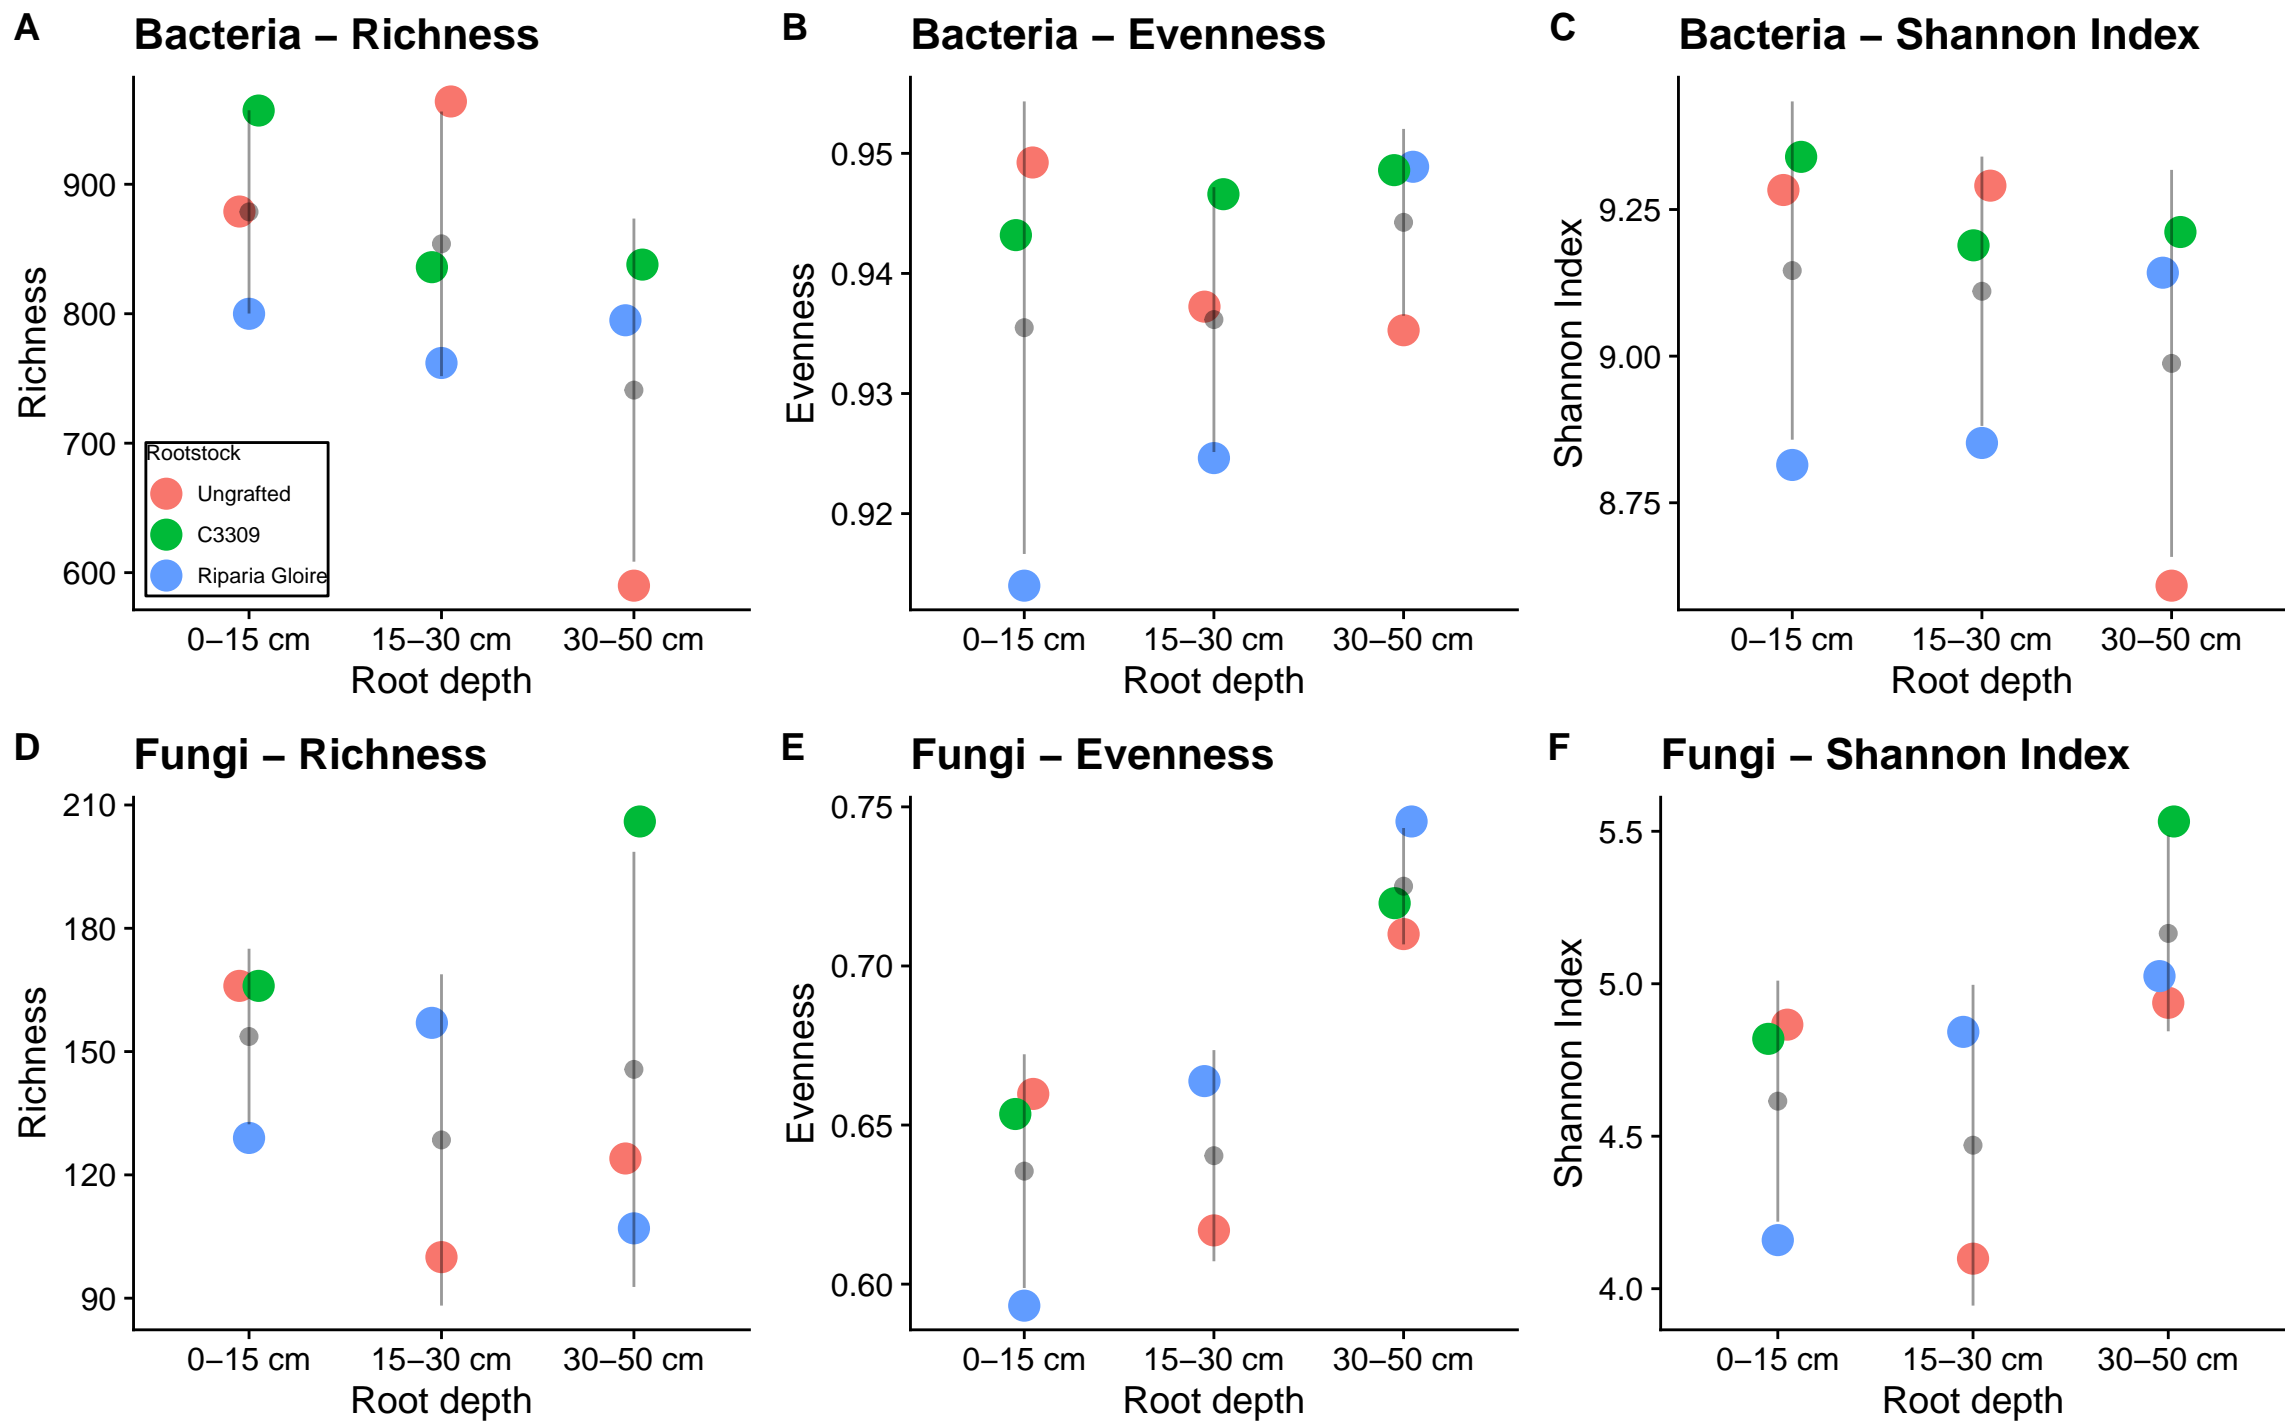 A Bacteria – Richness
Richness
900
800
700
600
Rootstock
Ungrafted
C3309
Riparia Gloire
0–15 cm 15–30 cm 30–50 cm
Root depth
B Bacteria – Evenness
Evenness
0.95
0.94
0.93
0.92
0–15 cm 15–30 cm 30–50 cm
Root depth
C Bacteria – Shannon Index
Shannon Index
9.25
9.00
8.75
0–15 cm 15–30 cm 30–50 cm
Root depth
D Fungi – Richness
Richness
210
180
150
120
90
0–15 cm 15–30 cm 30–50 cm
Root depth
E Fungi – Evenness
Evenness
0.75
0.70
0.65
0.60
0–15 cm 15–30 cm 30–50 cm
Root depth
F Fungi – Shannon Index
Shannon Index
5.5
5.0
4.5
4.0
0–15 cm 15–30 cm 30–50 cm
Root depth